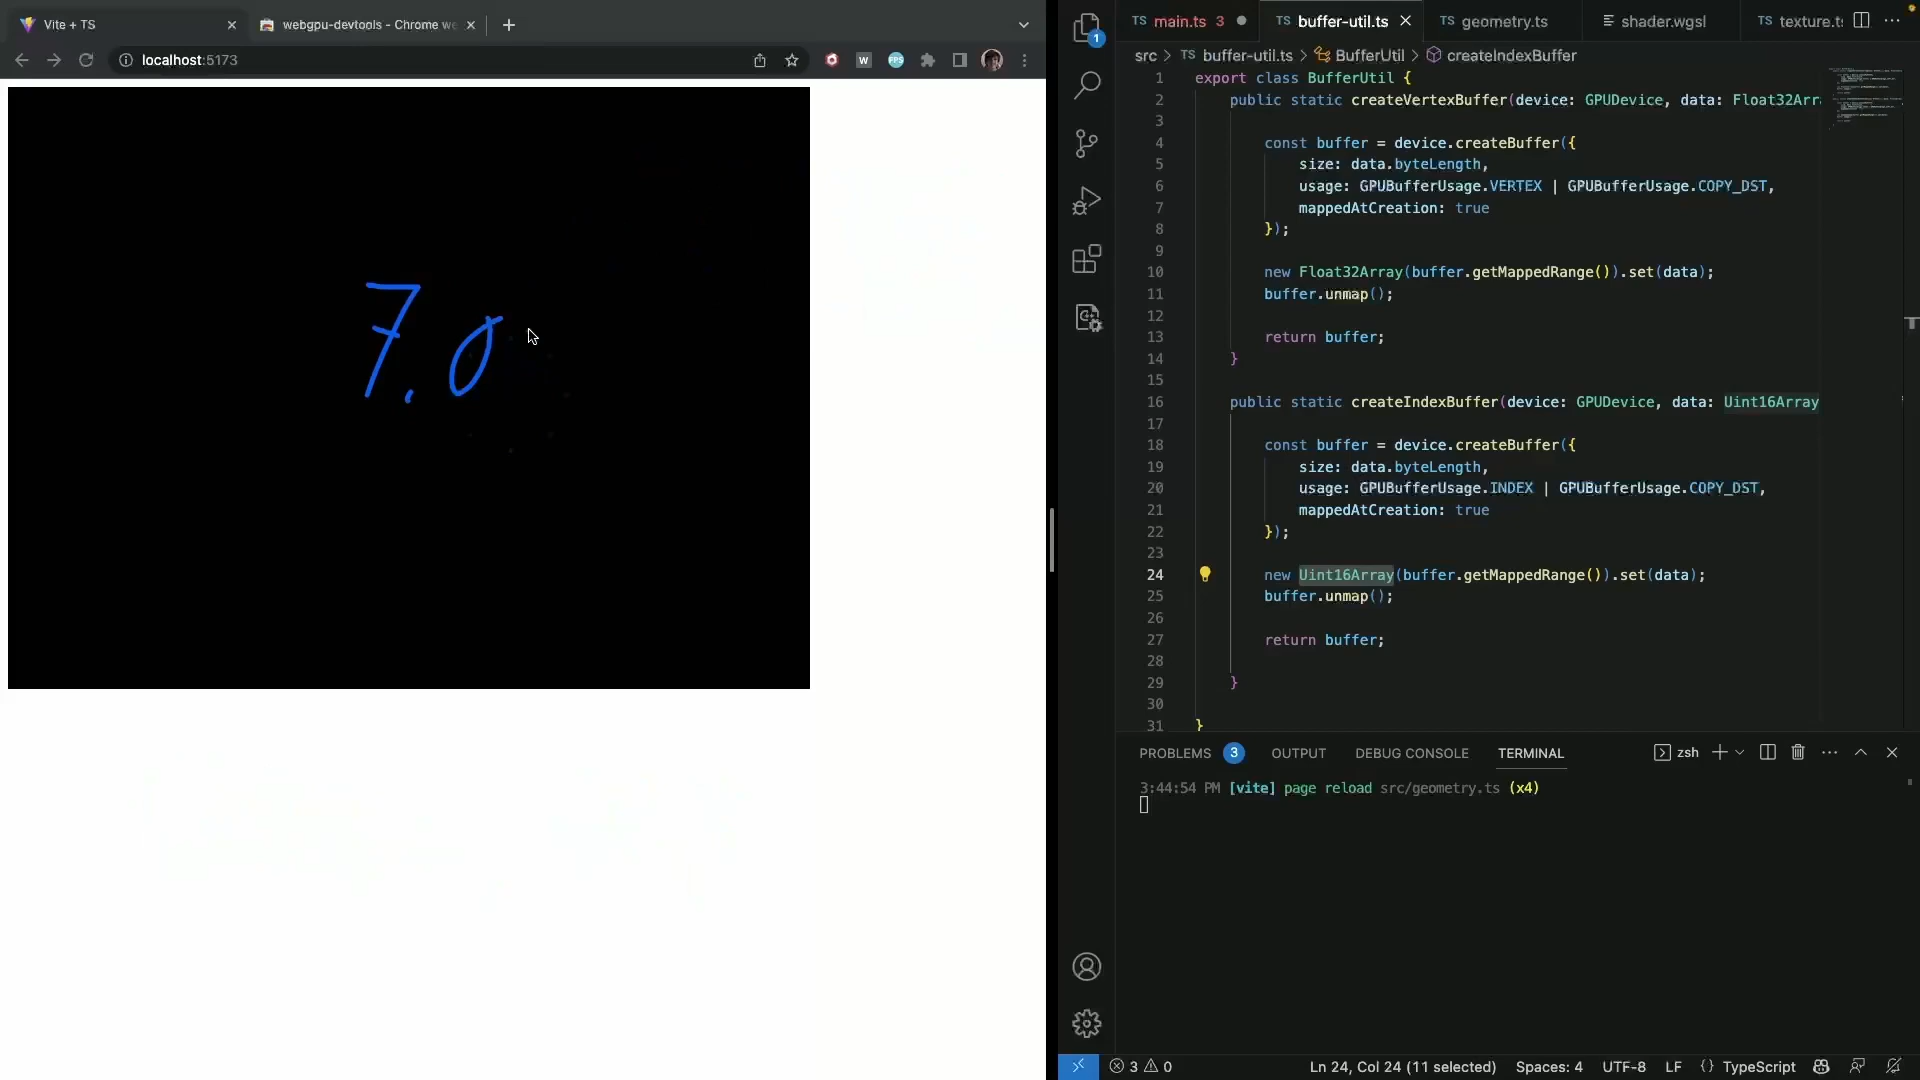 Vite + TS
webgpu-devtools - Chrome we
localhost:5173
7.0
TS main.ts 3
TS buffer-util.ts
TS geometry.ts
shader.wgsl
TS texture.t
src > TS buffer-util.ts > BufferUtil > createIndexBuffer
1 export class BufferUtil {
2 public static createVertexBuffer(device: GPUDevice, data: Float32Arr
3
4 const buffer = device.createBuffer({
5 size: data.byteLength,
6 usage: GPUBufferUsage.VERTEX | GPUBufferUsage.COPY_DST,
7 mappedAtCreation: true
8 });
9
10 new Float32Array(buffer.getMappedRange()).set(data);
11 buffer.unmap();
12
13 return buffer;
14 }
15
16 public static createIndexBuffer(device: GPUDevice, data: Uint16Array
17
18 const buffer = device.createBuffer({
19 size: data.byteLength,
20 usage: GPUBufferUsage.INDEX | GPUBufferUsage.COPY_DST,
21 mappedAtCreation: true
22 });
23
24 new Uint16Array(buffer.getMappedRange()).set(data);
25 buffer.unmap();
26
27 return buffer;
28
29 }
30
31 }
1
W
FPS
PROBLEMS 3 OUTPUT DEBUG CONSOLE TERMINAL zsh
3:44:54 PM [vite] page reload src/geometry.ts (x4)
3 0 Ln 24, Col 24 (11 selected) Spaces: 4 UTF-8 LF {} TypeScript